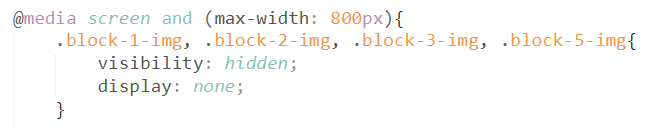 @media screen and (max-width: 800px){
    .block-1-img, .block-2-img, .block-3-img, .block-5-img{
        visibility: hidden;
        display: none;
    }